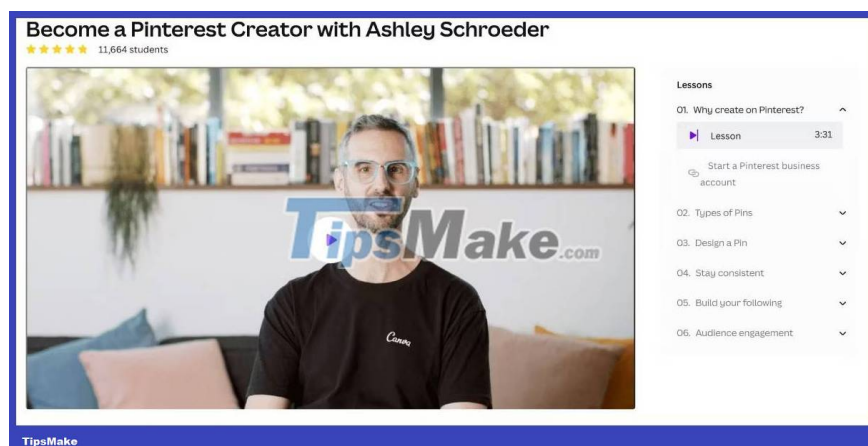 Become a Pinterest Creator with Ashley Schroeder
11,664 students
Lessons
01. Why create on Pinterest?
Lesson 3:31
Start a Pinterest business
account
02. Types of Pins
03. Design a Pin
04. Stay consistent
05. Build your following
06. Audience engagement
TipsMake.com
Canva
TipsMake